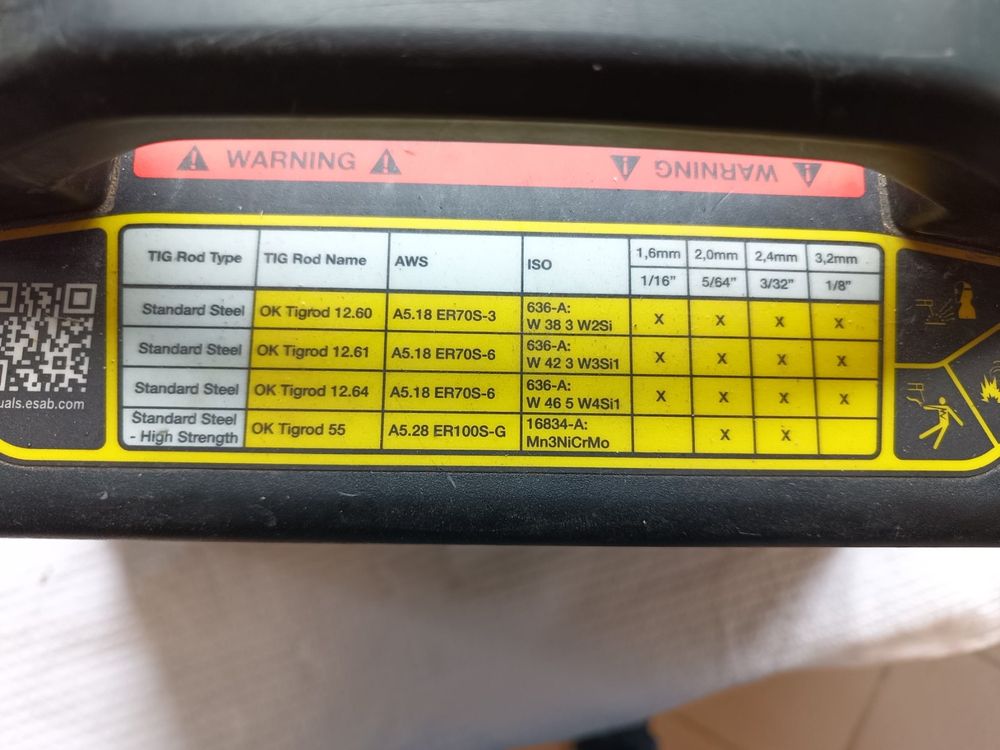 WARNING
WARNING
TIG Rod Type TIG Rod Name AWS ISO 1,6mm 2,0mm 2,4mm 3,2mm
1/16” 5/64” 3/32” 1/8”
Standard Steel OK Tigrod 12.60 A5.18 ER70S-3 636-A:
W 38 3 W2Si X X X X
Standard Steel OK Tigrod 12.61 A5.18 ER70S-6 636-A:
W 42 3 W3Si1 X X X X
Standard Steel OK Tigrod 12.64 A5.18 ER70S-6 636-A:
W 46 5 W4Si1 X X X X
Standard Steel
- High Strength OK Tigrod 55 A5.28 ER100S-G 16834-A:
Mn3NiCrMo X X
uals.esab.com